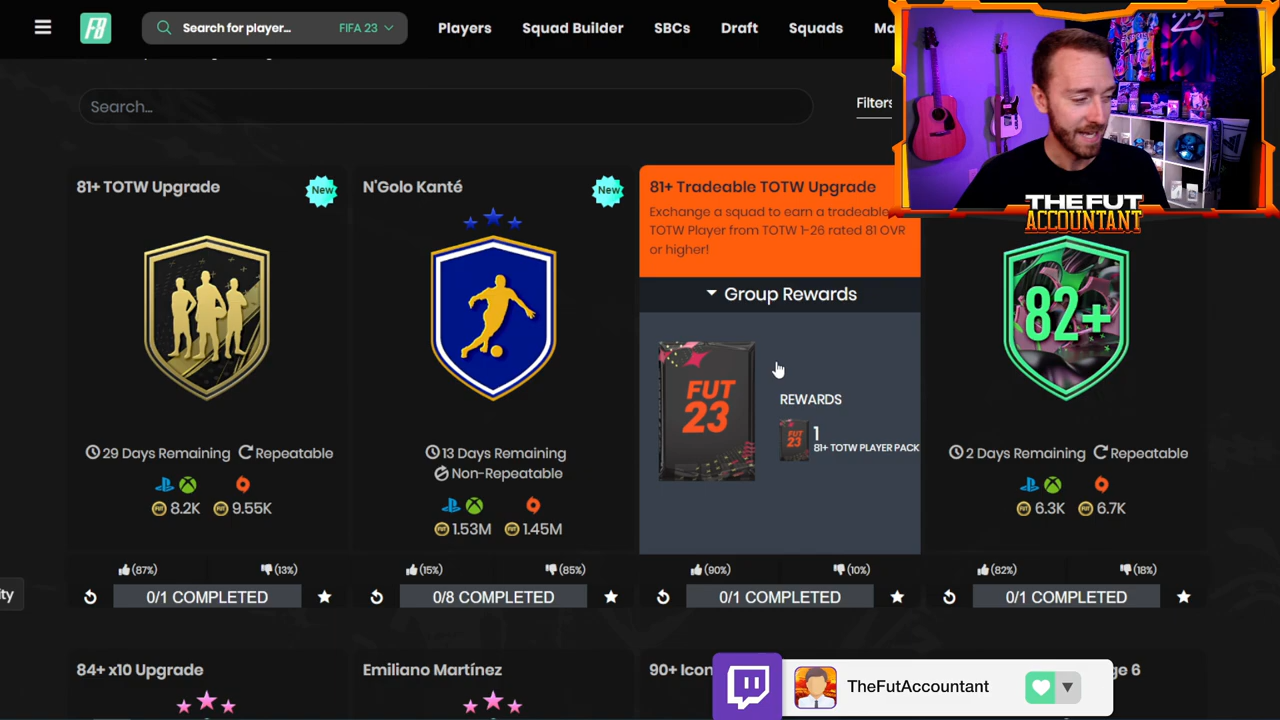 FB
Search for player...
FIFA 23
Players
Squad Builder
SBCs
Draft
Squads
Search...
Filters
81+ TOTW Upgrade
New
N'Golo Kanté
New
81+ Tradeable TOTW Upgrade
Exchange a squad to earn a tradeable
TOTW Player from TOTW 1-26 rated 81 OVR
or higher!
THE FUT
ACCOUNTANT
Group Rewards
82+
FUT
23
REWARDS
FUT
23
1
81+ TOTW PLAYER PACK
29 Days Remaining
Repeatable
13 Days Remaining
Non-Repeatable
2 Days Remaining
Repeatable
8.2K
9.55K
1.53M
1.45M
6.3K
6.7K
(87%)
(13%)
(15%)
(85%)
(90%)
(10%)
(82%)
(18%)
ty
0/1 COMPLETED
0/8 COMPLETED
0/1 COMPLETED
0/1 COMPLETED
84+ x10 Upgrade
Emiliano Martínez
90+ Icon
ge 6
TheFutAccountant